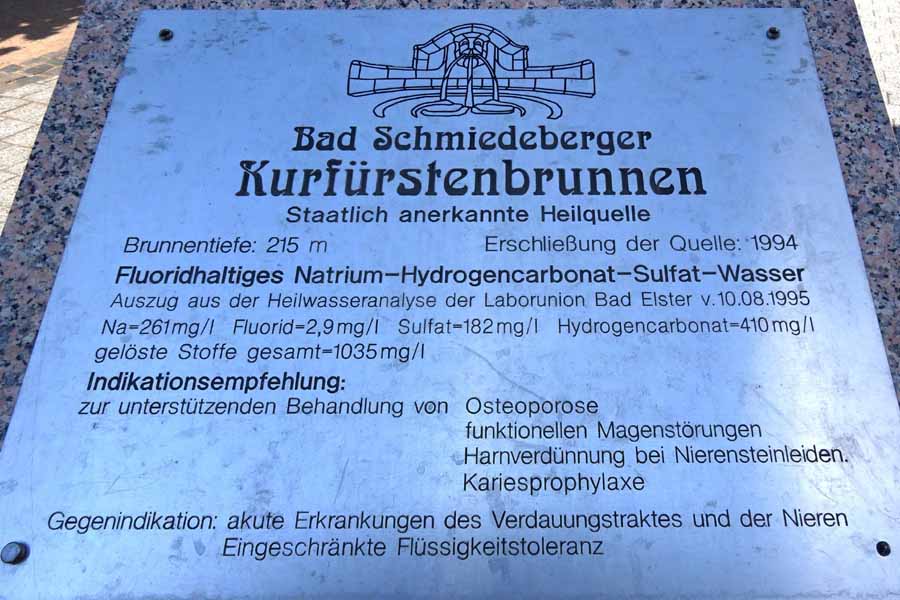 Bad Schmiedeberger
Kurfürstenbrunnen
Staatlich anerkannte Heilquelle
Brunnentiefe: 215 m Erschließung der Quelle: 1994
Fluoridhaltiges Natrium-Hydrogencarbonat-Sulfat-Wasser
Auszug aus der Heilwasseranalyse der Laborunion Bad Elster v. 10.08.1995
Na=261mg/l Fluorid=2,9mg/l Sulfat=182mg/l Hydrogencarbonat=410mg/l
gelöste Stoffe gesamt=1035mg/l
Indikationsempfehlung:
zur unterstützenden Behandlung von Osteoporose
funktionellen Magenstörungen
Harnverdünnung bei Nierensteinleiden.
Kariesprophylaxe
Gegenindikation: akute Erkrankungen des Verdauungstraktes und der Nieren
Eingeschränkte Flüssigkeitstoleranz